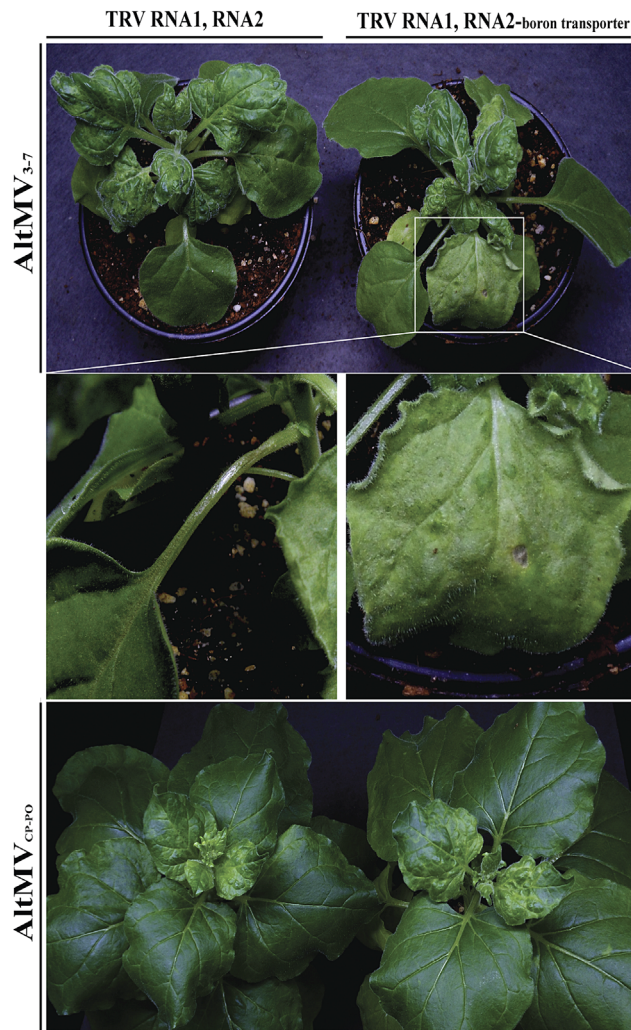 TRV RNA1, RNA2
TRV RNA1, RNA2-boron transporter
AltMV3-7
AltMVCP-PO